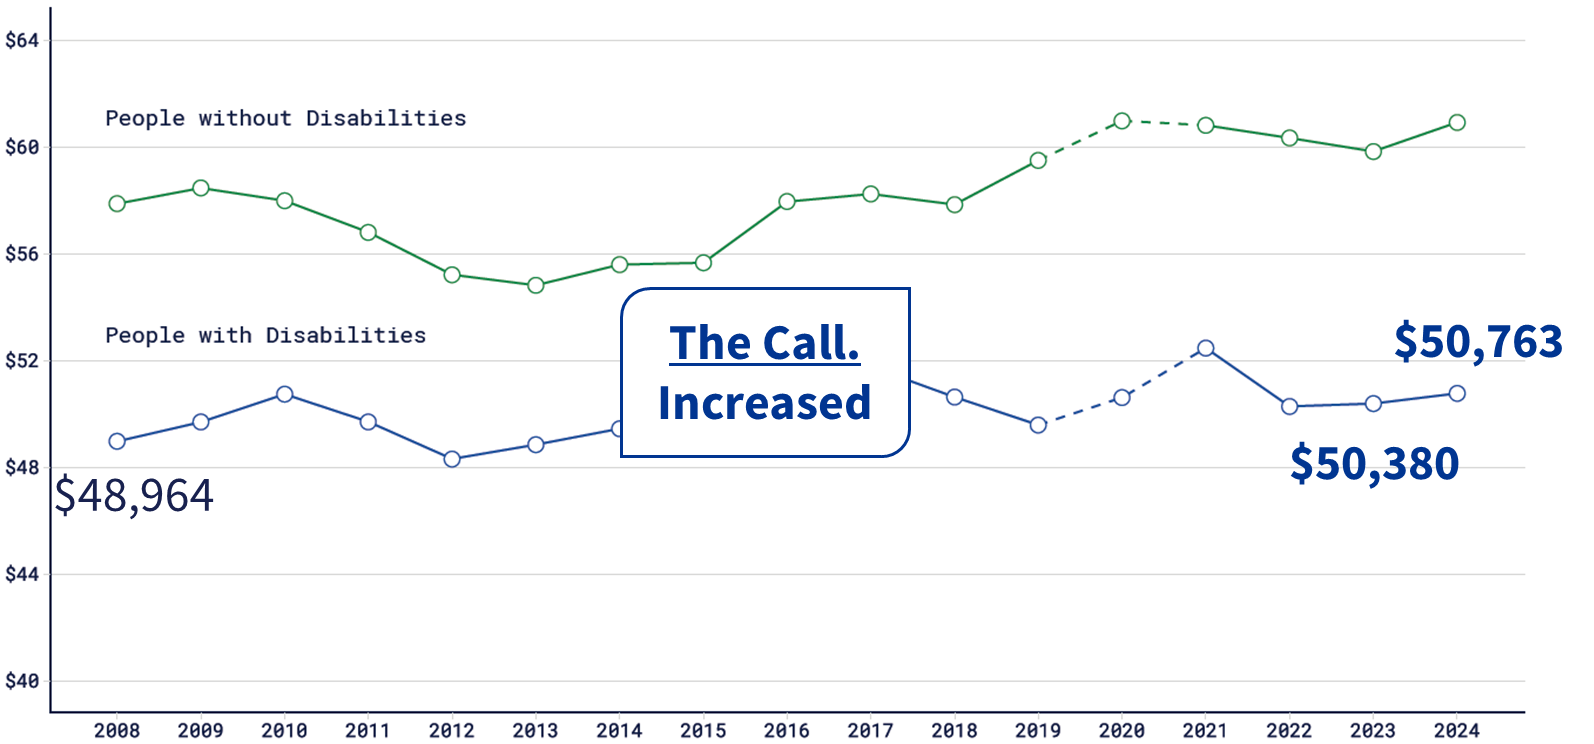 $64
People without Disabilities
$60
$56
The Call.
People with Disabilities
$50,763
$52
Increased
$50,380
$48
$48,964
$44
$40
2008 2009 2010 2011 2012 2013 2014 2015 2016 2017 2018 2019 2020 2021 2022 2023 2024